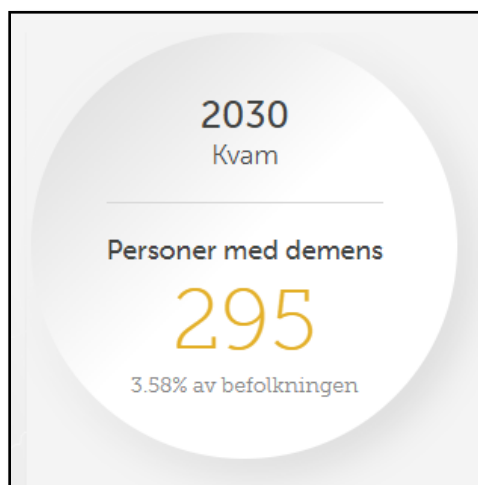 2030
Kvam
Personer med demens
295
3.58% av befolkningen